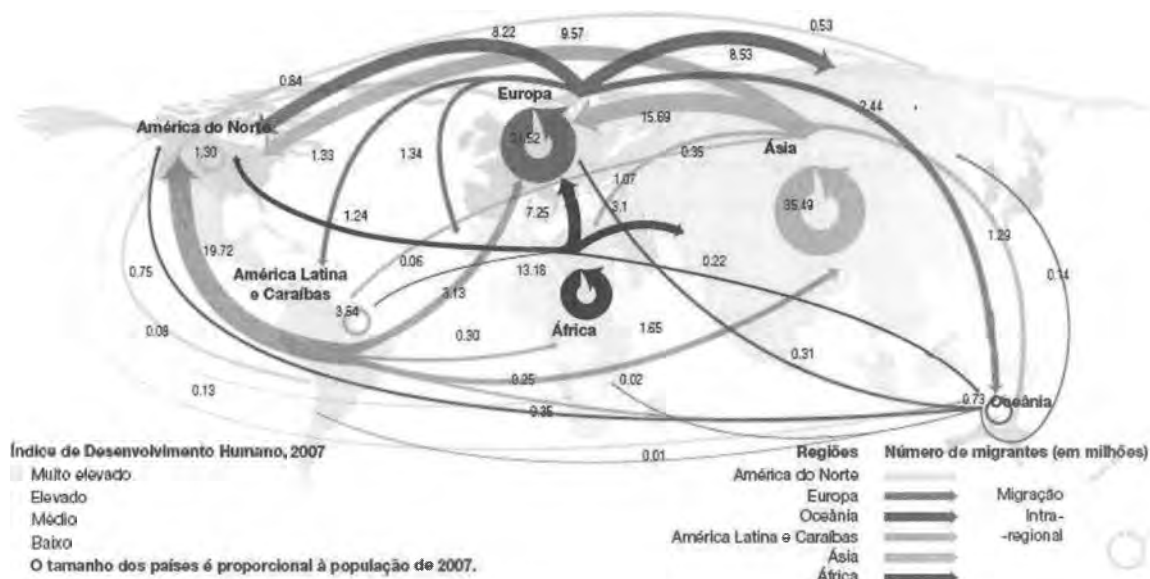 0.53
8.22
9.57
8.53
0.84
Europa
2.44
América do Norte
15.69
31.52
1.30
1.33
1.34
0.35
Ásia
1.07
7.25
3.1
35.49
1.24
1.29
19.72
América Latina
e Caraíbas
0.06
13.18
0.22
0.14
0.75
3.13
3.54
África
0.30
1.65
0.08
0.31
0.25
0.02
0.13
0.73
Oceânia
0.35
0.01
Índice de Desenvolvimento Humano, 2007
Muito elevado
Elevado
Médio
Baixo
O tamanho dos países é proporcional à população de 2007.
Regiões Número de migrantes (em milhões)
América do Norte
Europa Migração
Oceânia Intra-
América Latina e Caraíbas -regional
Ásia
África